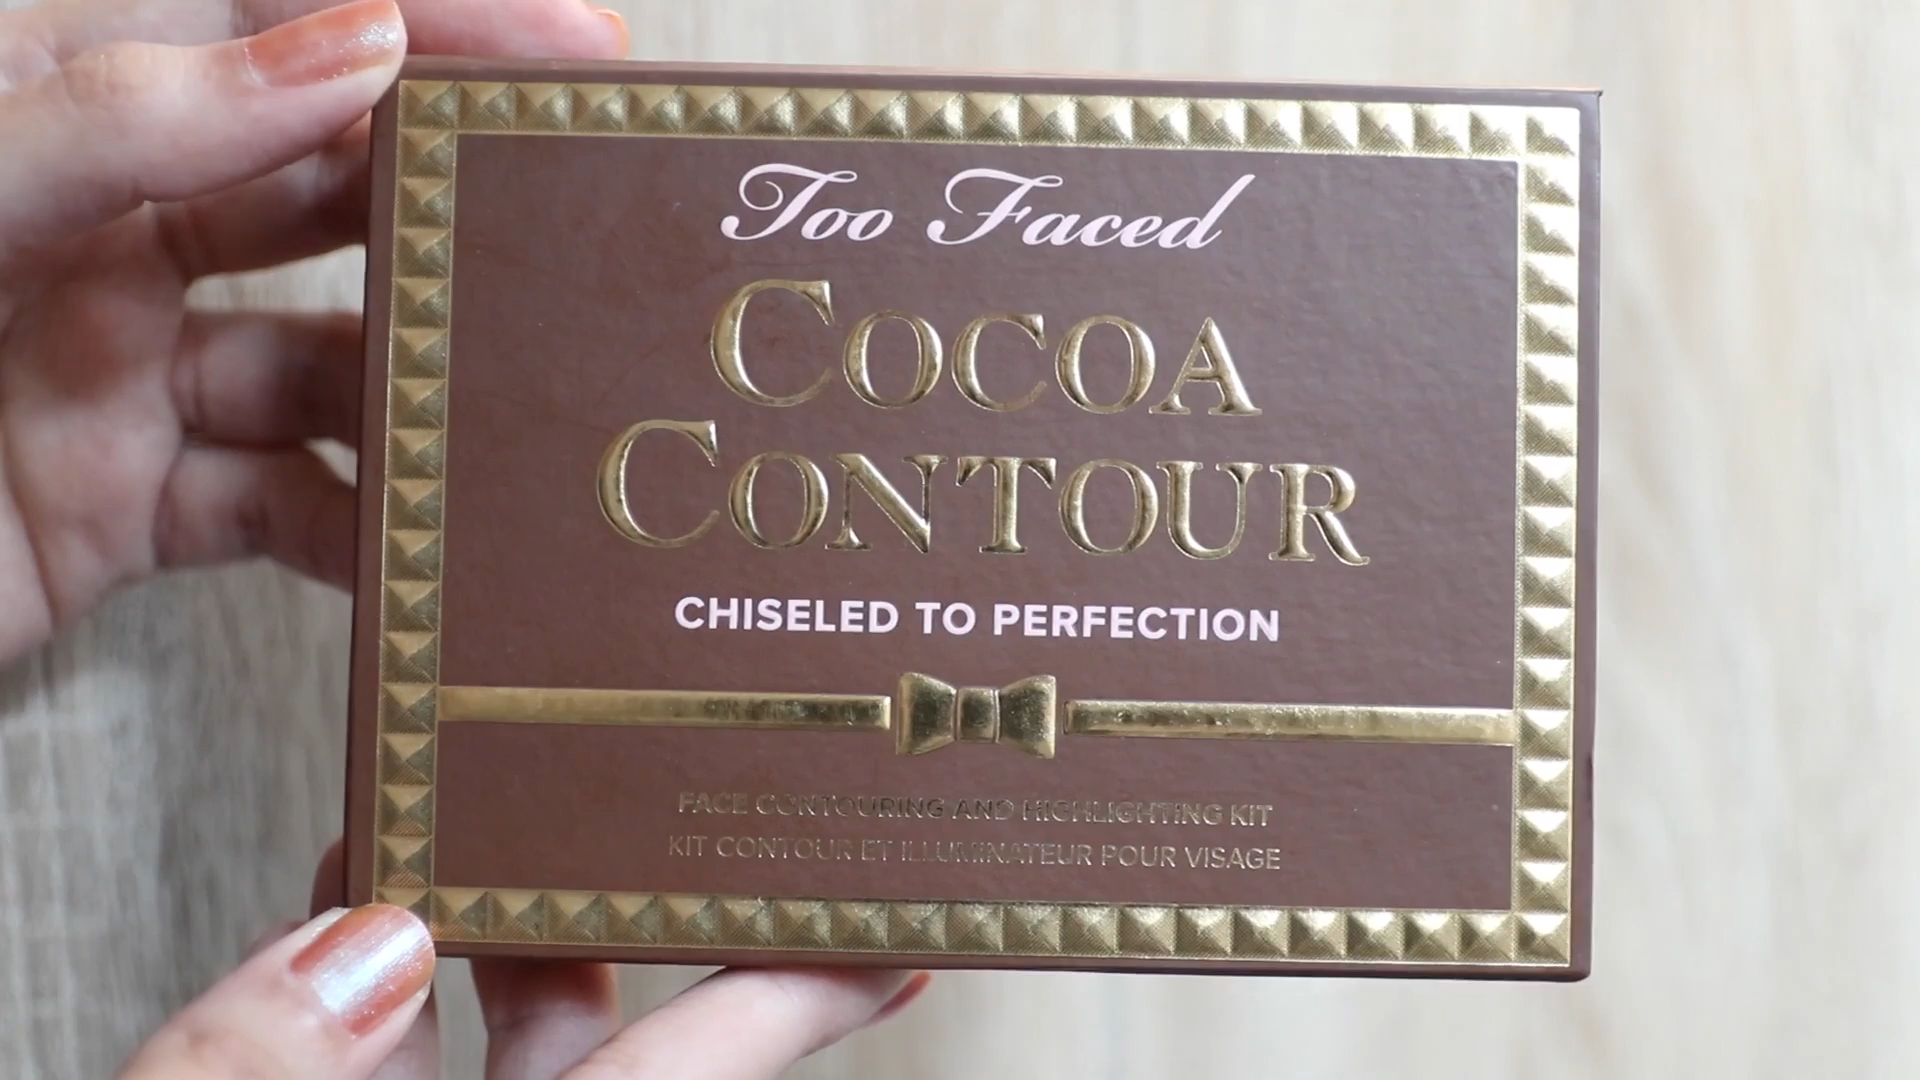 Too Faced
COCOA
CONTOUR
CHISELED TO PERFECTION
FACE CONTOURING AND HIGHLIGHTING KIT
KIT CONTOUR ET ILLUMINATEUR POUR VISAGE